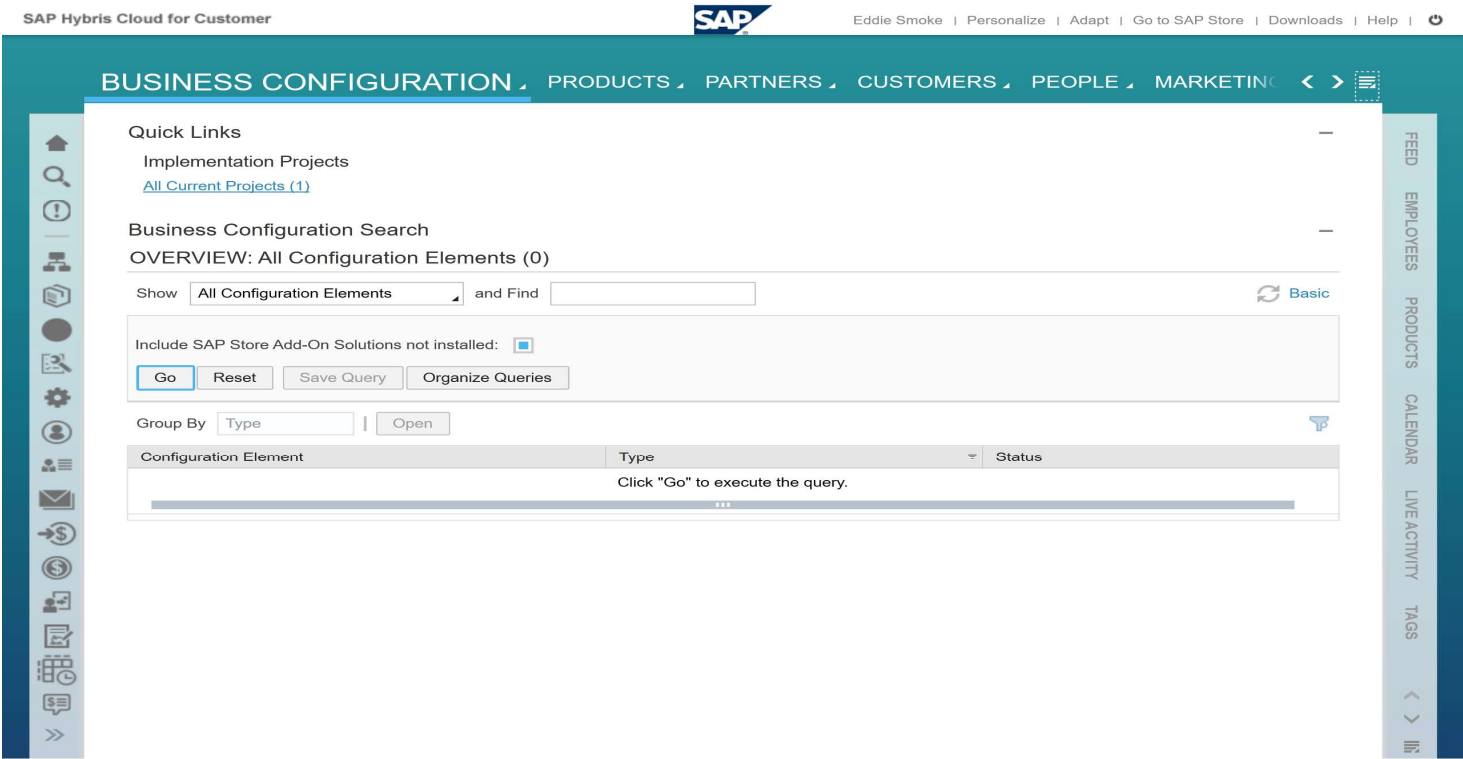 SAP Hybris Cloud for Customer
SAP
Eddie Smoke | Personalize | Adapt | Go to SAP Store | Downloads | Help |
BUSINESS CONFIGURATION PRODUCTS PARTNERS CUSTOMERS PEOPLE MARKETING
Quick Links
Implementation Projects
All Current Projects (1)
Business Configuration Search
OVERVIEW: All Configuration Elements (0)
Show All Configuration Elements and Find
Basic
Include SAP Store Add-On Solutions not installed:
Go Reset Save Query Organize Queries
Group By Type | Open
Configuration Element Type Status
Click "Go" to execute the query.
FEED
EMPLOYEES
PRODUCTS
CALENDAR
LIVE ACTIVITY
TAGS